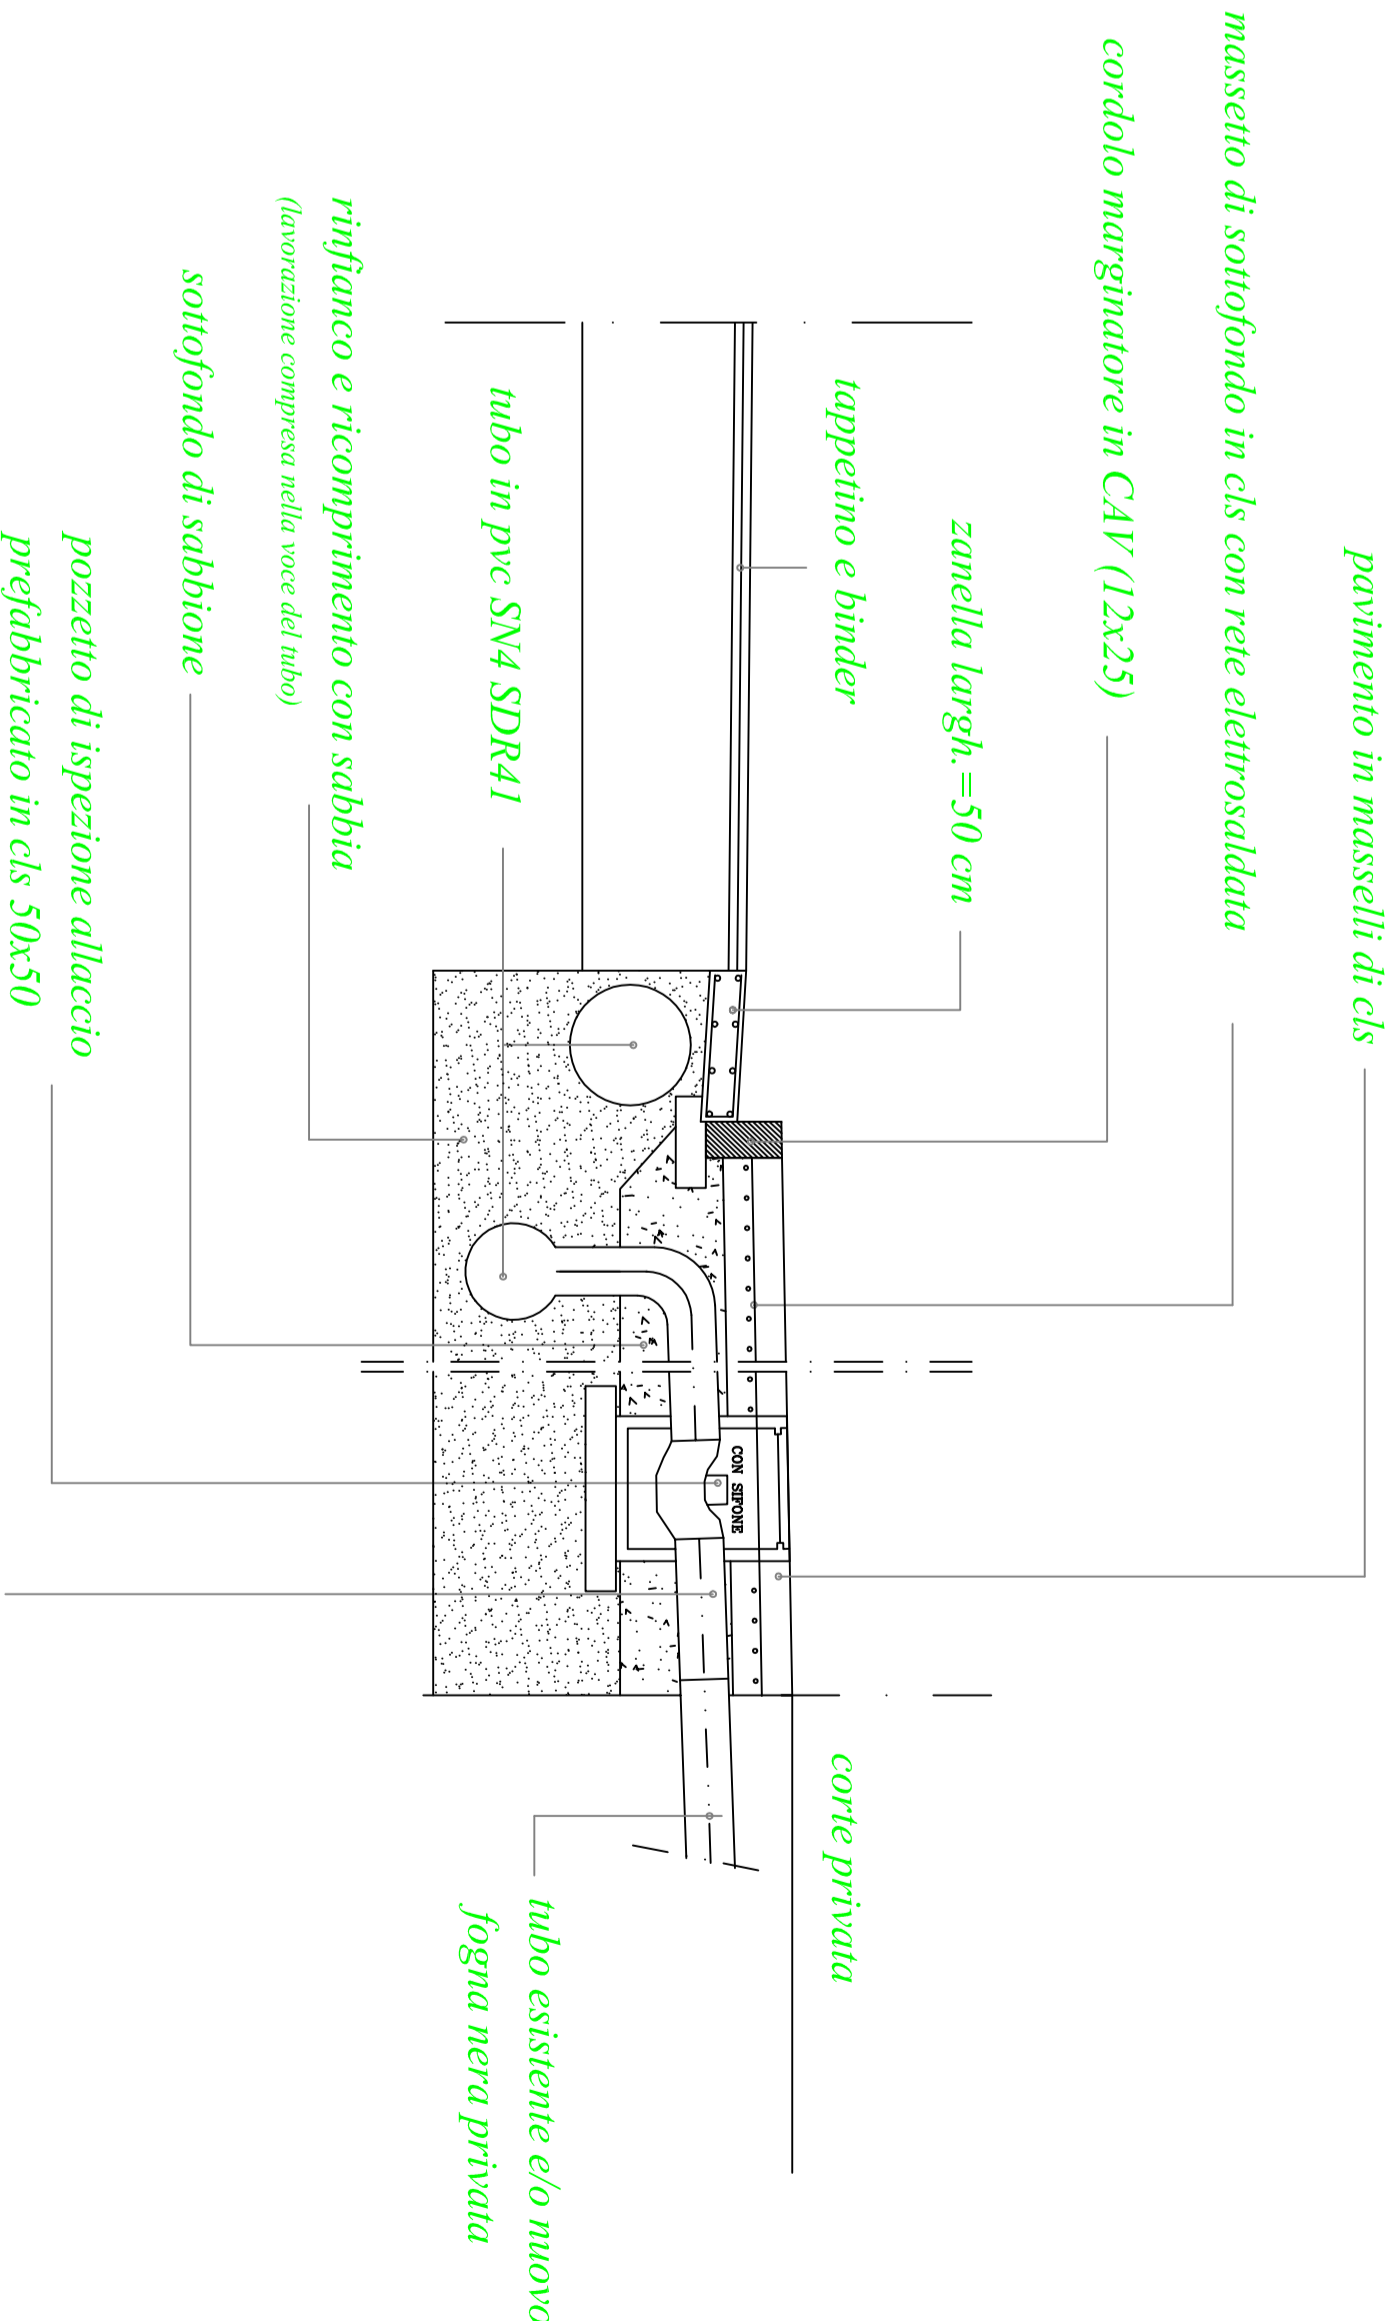 pavimento in masselli di cls
massetto di sottofondo in cls con rete elettrosaldata
cordolo marginatore in CAV (12x25)
zanella largh.=50 cm
tappetino e binder
corte privata
CON SIFONE
tubo in pvc SN4 SDR41
tubo esistente e/o nuovo
fogna nera privata
rinfianco e ricomprimento con sabbia
(lavorazione compresa nella voce del tubo)
sottofondo di sabbione
pozzetto di ispezione allaccio
prefabbricato in cls 50x50